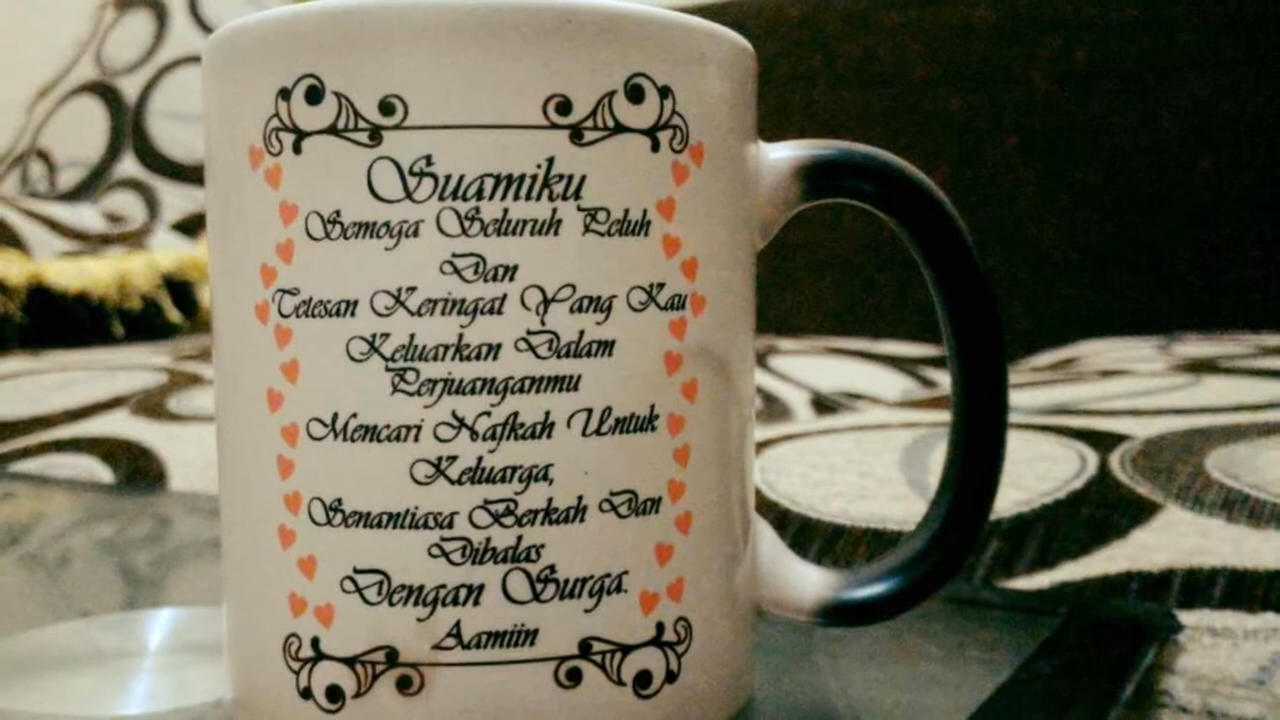 Suamiku
Semoga Seluruh Peluh
Dan
Tetesan Keringat Yang Kau
Keluarkan Dalam
Perjuanganmu
Mencari Nafkah Untuk
Keluarga,
Senantiasa Berkah Dan
Dibalas
Dengan Surga.
Aamiin